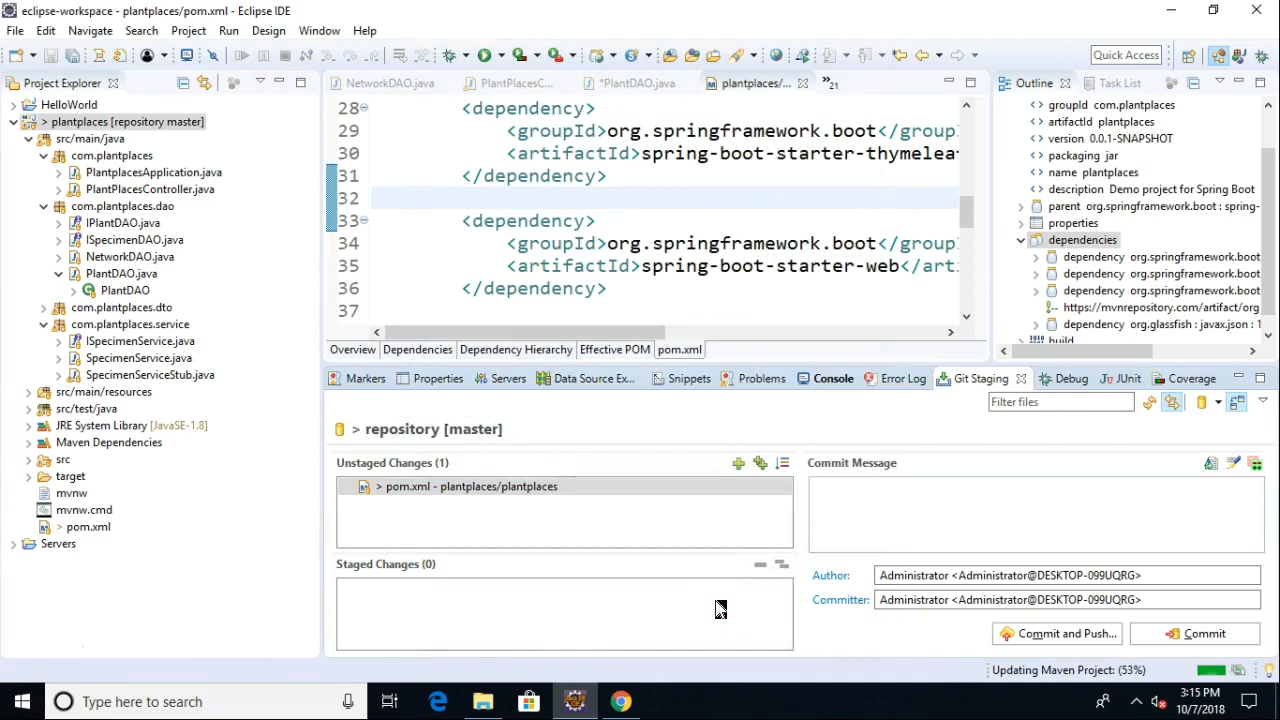 eclipse-workspace - plantplaces/pom.xml - Eclipse IDE
File Edit Navigate Search Project Run Design Window Help
Quick Access
Project Explorer
HelloWorld
> plantplaces [repository master]
src/main/java
com.plantplaces
PlantplacesApplication.java
PlantPlacesController.java
com.plantplaces.dao
IPlantDAO.java
ISpecimenDAO.java
NetworkDAO.java
PlantDAO.java
PlantDAO
com.plantplaces.dto
com.plantplaces.service
ISpecimenService.java
SpecimenService.java
SpecimenServiceStub.java
src/main/resources
src/test/java
JRE System Library [JavaSE-1.8]
Maven Dependencies
src
target
mvnw
mvnw.cmd
> pom.xml
Servers
NetworkDAO.java PlantPlacesC... *PlantDAO.java plantplaces/... »21
28 <dependency>
29 <groupId>org.springframework.boot</group
30 <artifactId>spring-boot-starter-thymelea
31 </dependency>
32
33 <dependency>
34 <groupId>org.springframework.boot</group
35 <artifactId>spring-boot-starter-web</art
36 </dependency>
37
Overview Dependencies Dependency Hierarchy Effective POM pom.xml
Outline Task List
groupId com.plantplaces
artifactId plantplaces
version 0.0.1-SNAPSHOT
packaging jar
name plantplaces
description Demo project for Spring Boot
parent org.springframework.boot : spring-
properties
dependencies
dependency org.springframework.boot
dependency org.springframework.boot
dependency org.springframework.boot
https://mvnrepository.com/artifact/org
dependency org.glassfish : javax.json : 1
build
Markers Properties Servers Data Source Ex... Snippets Problems Console Error Log Git Staging Debug JUnit Coverage
Filter files
> repository [master]
Unstaged Changes (1)
> pom.xml - plantplaces/plantplaces
Staged Changes (0)
Commit Message
Author: Administrator <Administrator@DESKTOP-099UQRG>
Committer: Administrator <Administrator@DESKTOP-099UQRG>
Commit and Push... Commit
Updating Maven Project: (53%)
Type here to search
3:15 PM
10/7/2018